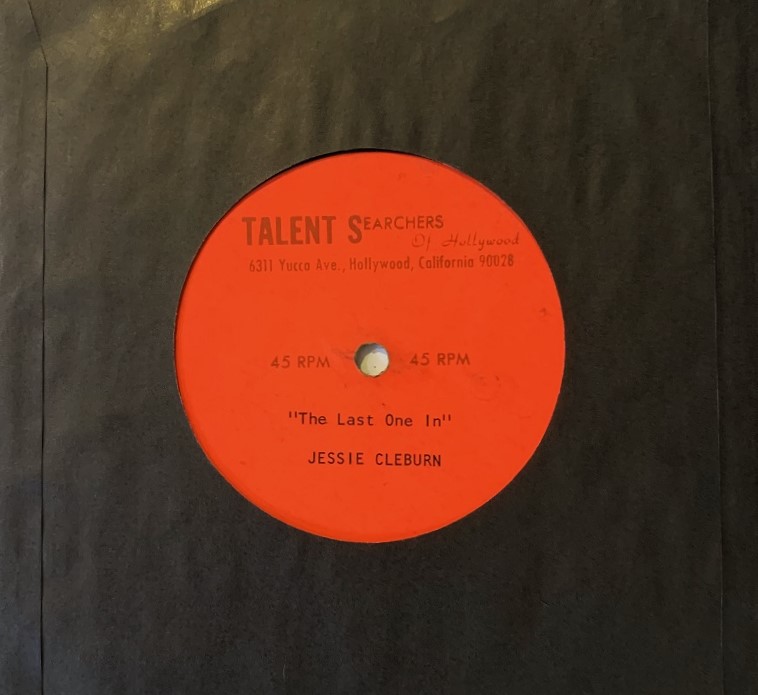 TALENT SEARCHERS
Of Hollywood
6311 Yucca Ave., Hollywood, California 90028
45 RPM 45 RPM
"The Last One In"
JESSIE CLEBURN